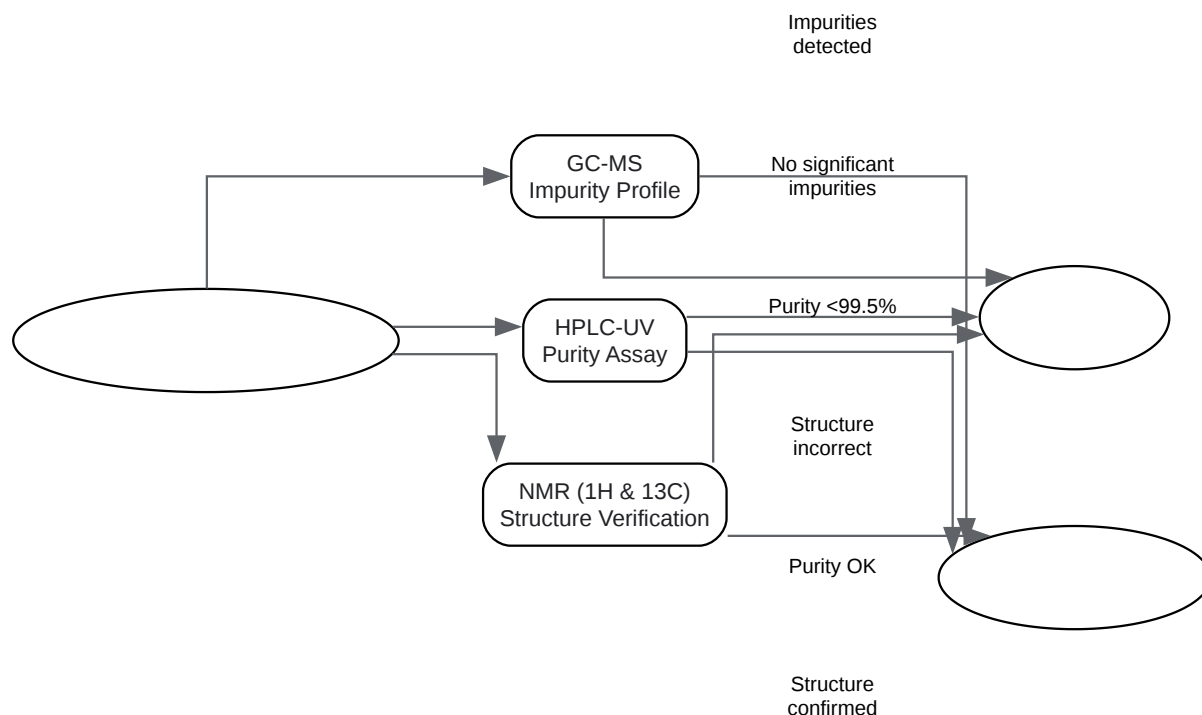 Impurities
detected
GC-MS
Impurity Profile
No significant
impurities
HPLC-UV
Purity Assay
Purity <99.5%
Structure
incorrect
NMR (1H & 13C)
Structure Verification
Purity OK
Structure
confirmed